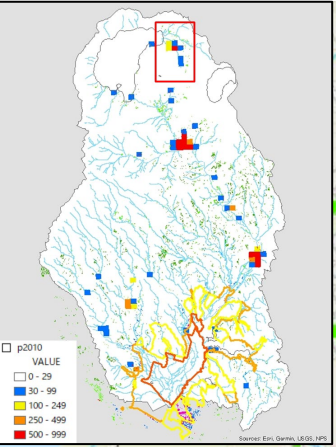 p2010
VALUE
0 - 29
30 - 99
100 - 249
250 - 499
500 - 999
Sources: Esri, Garmin, USGS, NPS